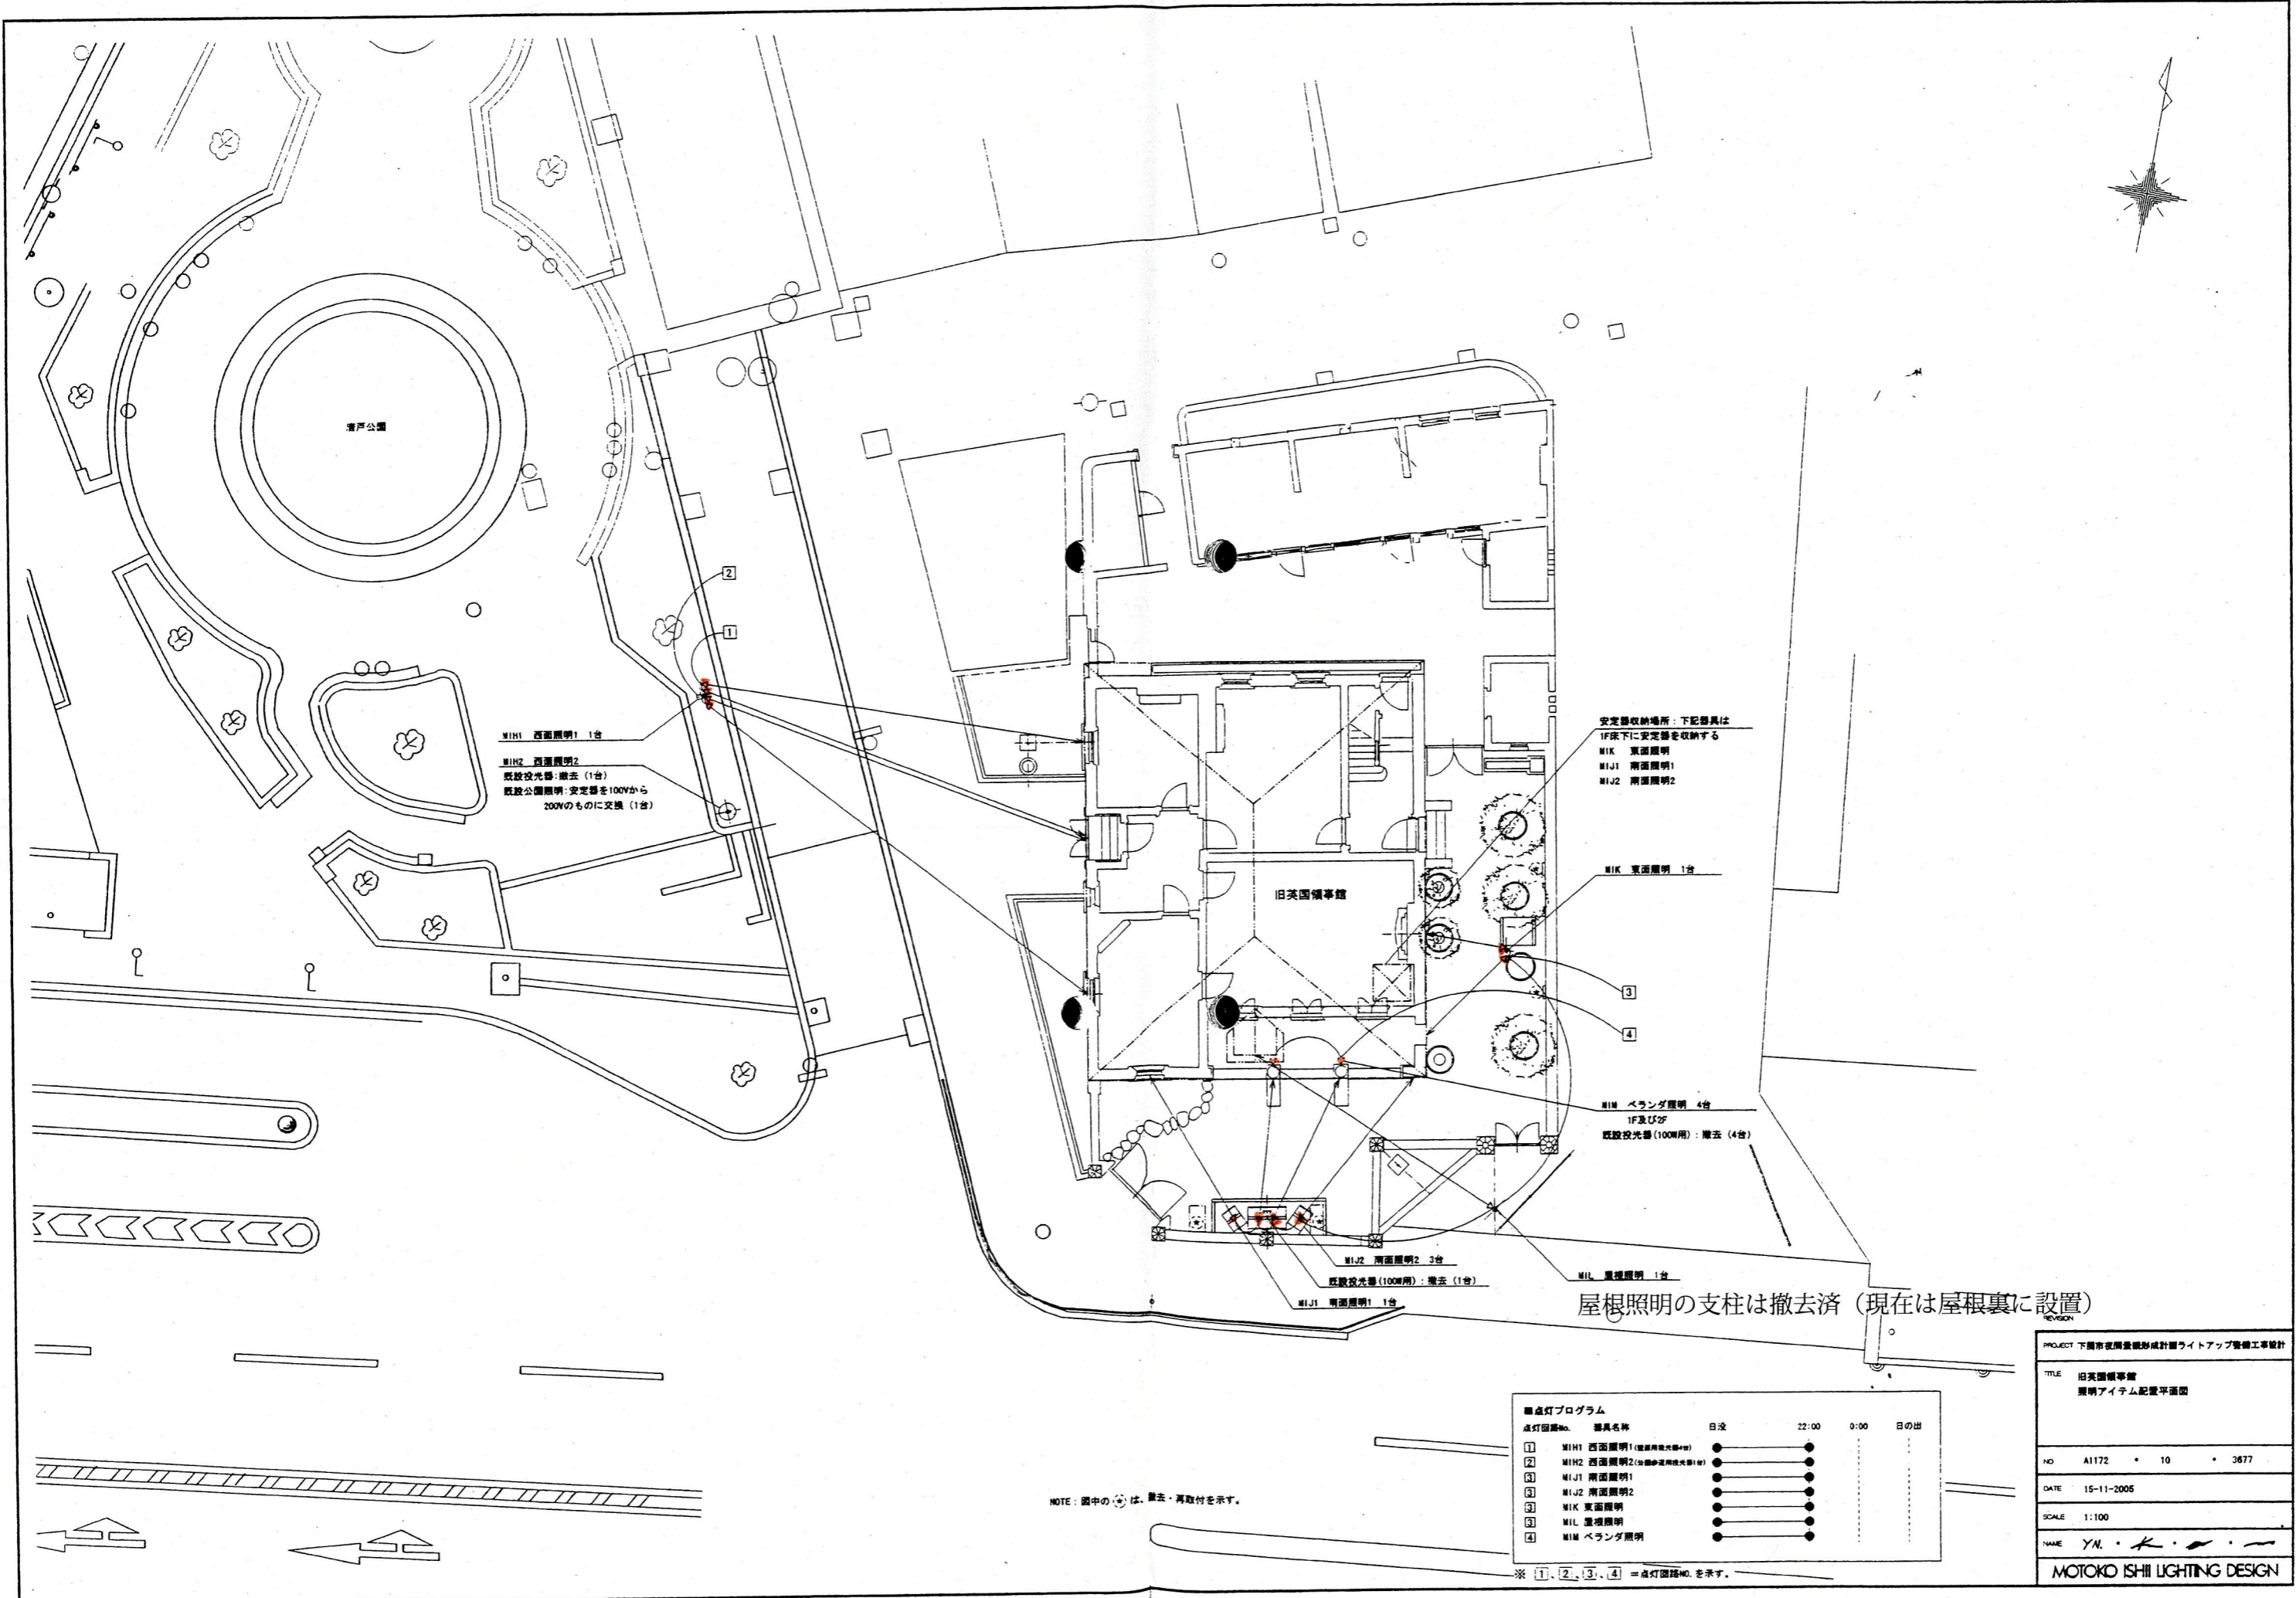 唐戸公園
2
1
MIH1 西面照明1 1台
MIH2 西面照明2
既設投光器:撤去 (1台)
既設公園照明:安定器を100Vから
200Vのものに交換 (1台)
旧英国領事館
安定器収納場所:下記器具は
1F床下に安定器を収納する
MIK 東面照明
MIJ1 南面照明1
MIJ2 南面照明2
MIK 東面照明 1台
3
4
MIM ベランダ照明 4台
1F及び2F
既設投光器(100W用):撤去 (4台)
MIJ2 南面照明2 3台
既設投光器(100W用):撤去 (1台)
MIJ1 南面照明1 1台
MIL 屋根照明 1台
屋根照明の支柱は撤去済（現在は屋根裏に設置）
REVISION
PROJECT 下関市夜間景観形成計画ライトアップ整備工事設計
TITLE 旧英国領事館
照明アイテム配置平面図
NO A1172 • 10 • 3677
DATE 15-11-2005
SCALE 1:100
NAME YN.
MOTOKO ISHII LIGHTING DESIGN
■点灯プログラム
点灯回路No. 器具名称 日没 22:00 0:00 日の出
1 MIH1 西面照明1
2 MIH2 西面照明2
3 MIJ1 南面照明1
3 MIJ2 南面照明2
3 MIK 東面照明
3 MIL 屋根照明
4 MIM ベランダ照明
※ 1、2、3、4 =点灯回路NO.を示す。
NOTE:図中の は、撤去・再取付を示す。